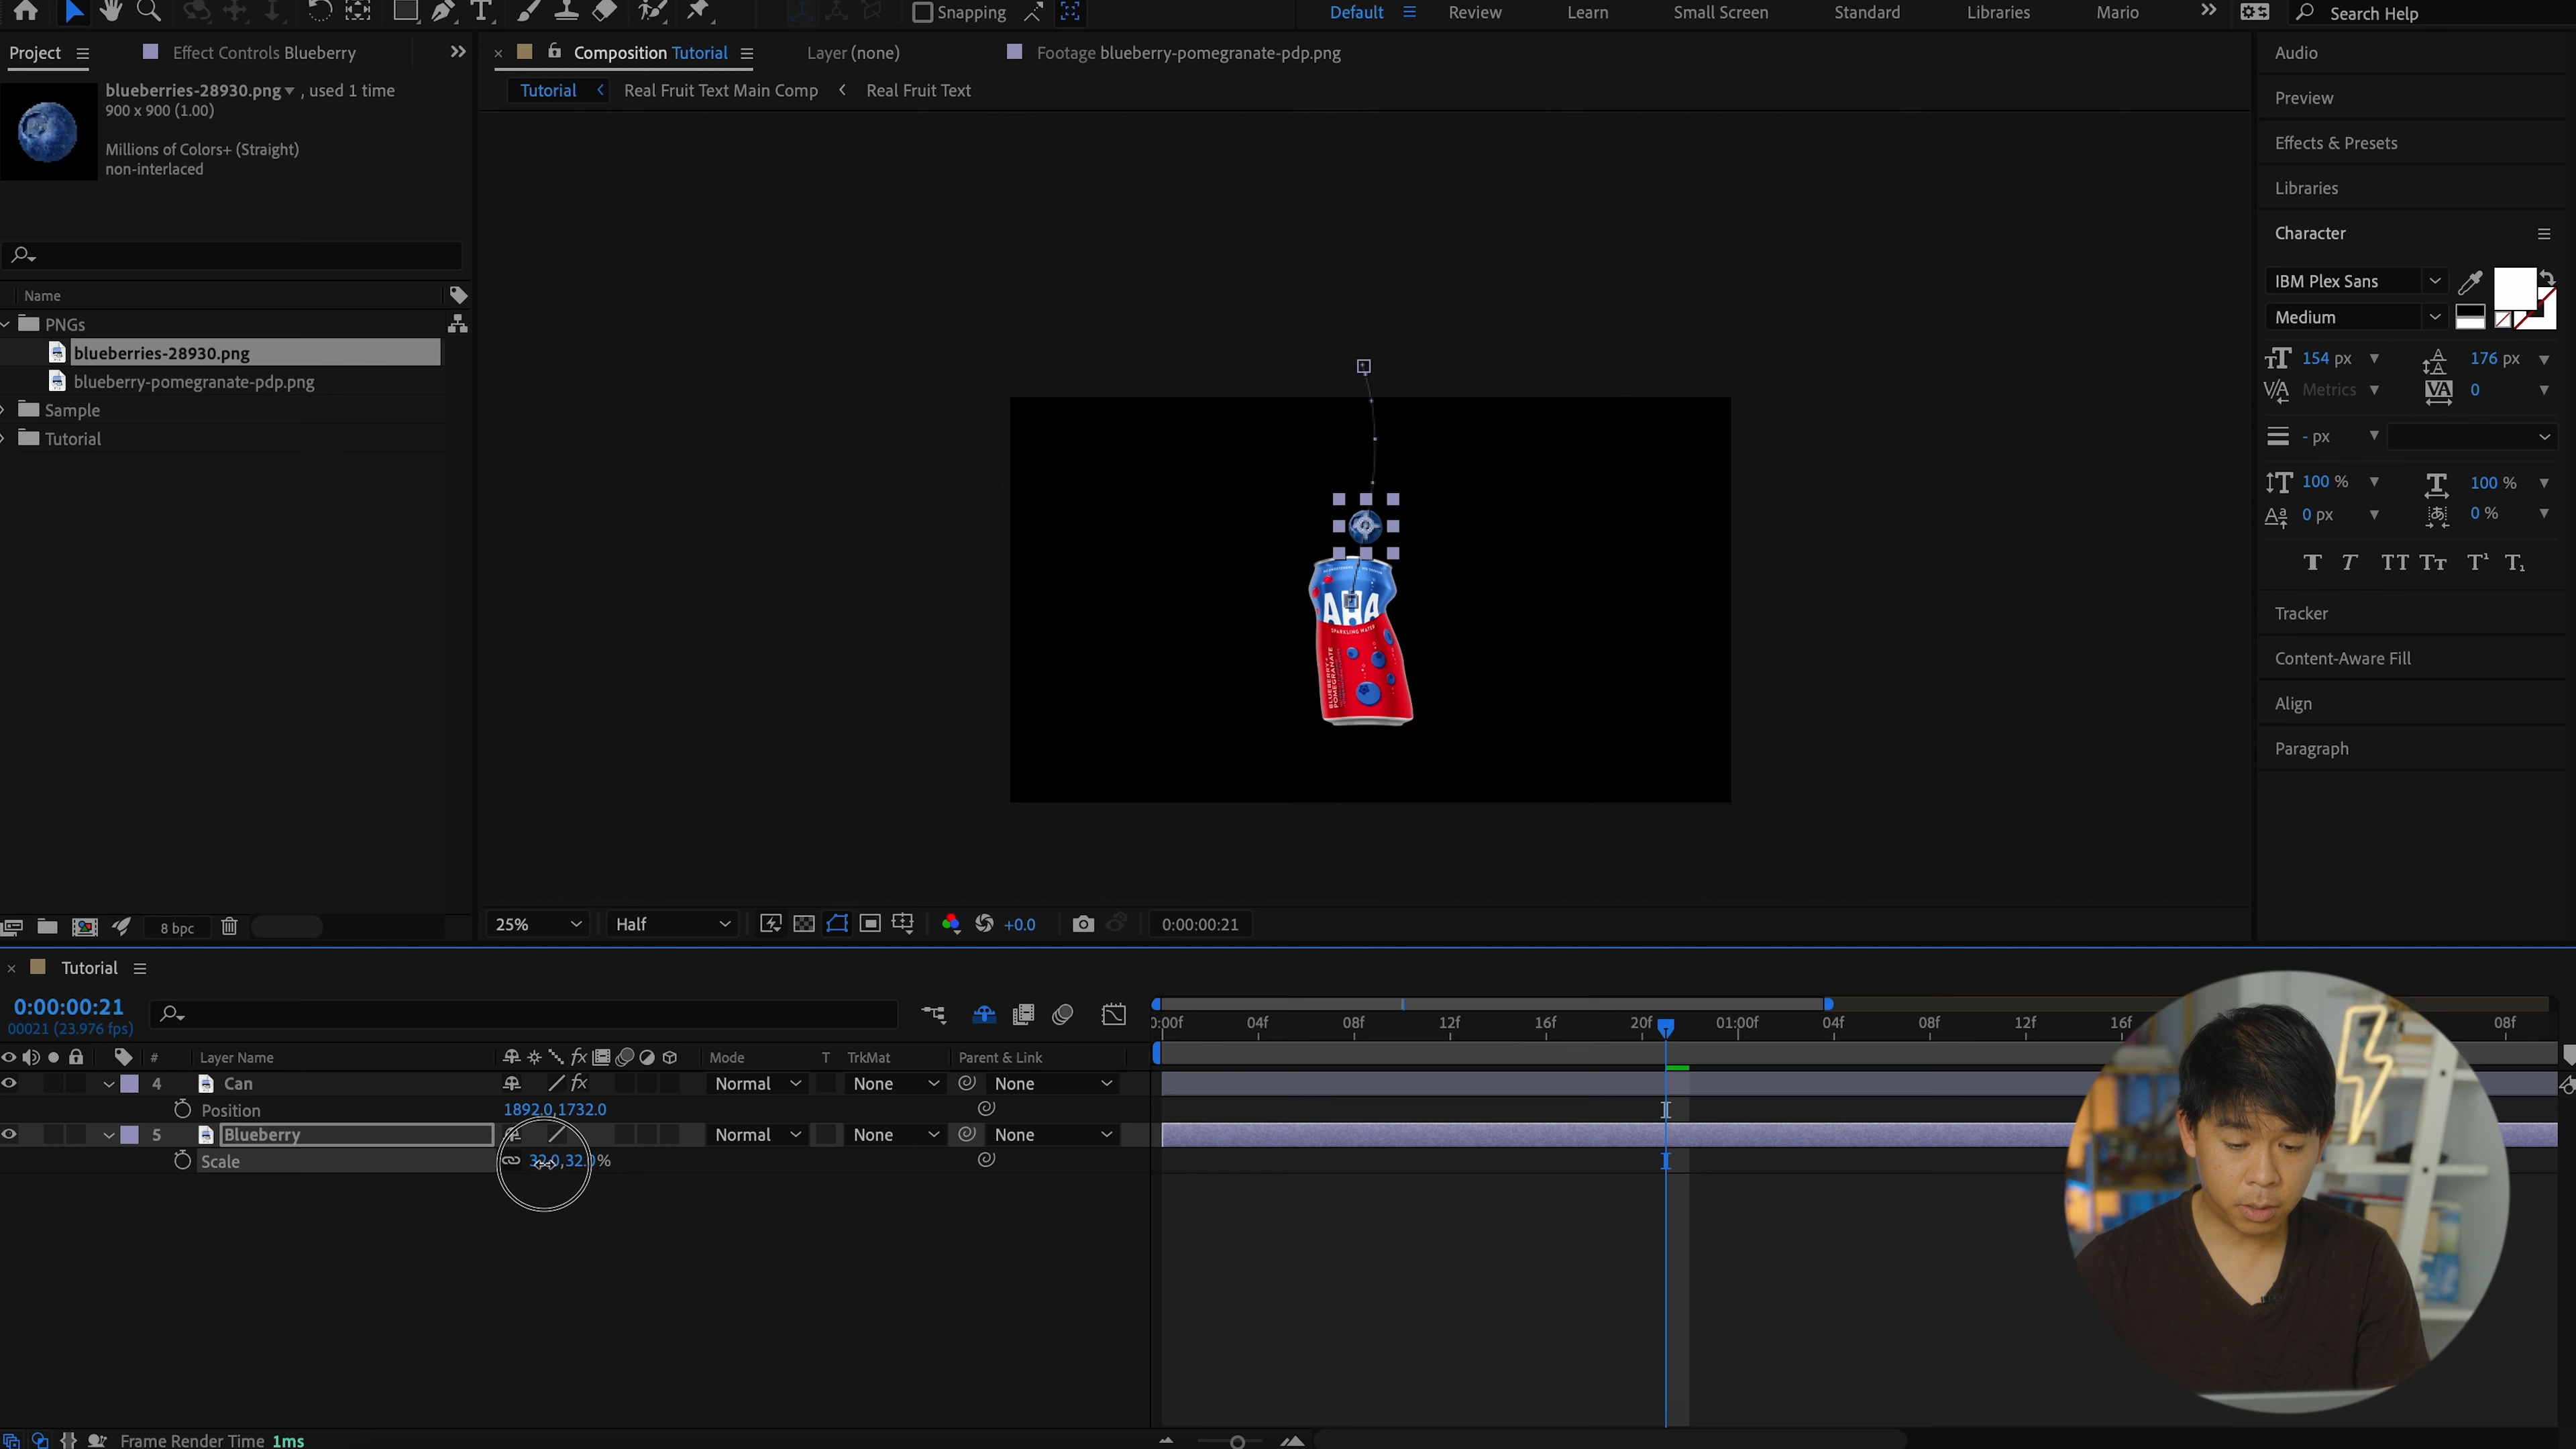 Snapping
Default
Review
Learn
Small Screen
Standard
Libraries
Mario
Search Help
Project
Effect Controls Blueberry
Composition Tutorial
Layer (none)
Footage blueberry-pomegranate-pdp.png
Audio
blueberries-28930.png , used 1 time
900 x 900 (1.00)
Millions of Colors+ (Straight)
non-interlaced
Tutorial
Real Fruit Text Main Comp
Real Fruit Text
Preview
Effects & Presets
Libraries
Character
IBM Plex Sans
Medium
154 px
176 px
Metrics
0
- px
100 %
100 %
0 px
0 %
Tracker
Content-Aware Fill
Align
Paragraph
Name
PNGs
blueberries-28930.png
blueberry-pomegranate-pdp.png
Sample
Tutorial
AHA
SPARKLING WATER
BLUEBERRY +
POMEGRANATE
8 bpc
25%
Half
+0.0
0:00:00:21
Tutorial
0:00:00:21
00021 (23.976 fps)
# Layer Name
Mode
T TrkMat
Parent & Link
0:00f 04f 08f 12f 16f 20f 01:00f 04f 08f 12f 16f 08f
4 Can
Normal
None
None
Position
1892.0,1732.0
5 Blueberry
Normal
None
None
Scale
32.0,32.0%
Frame Render Time 1ms